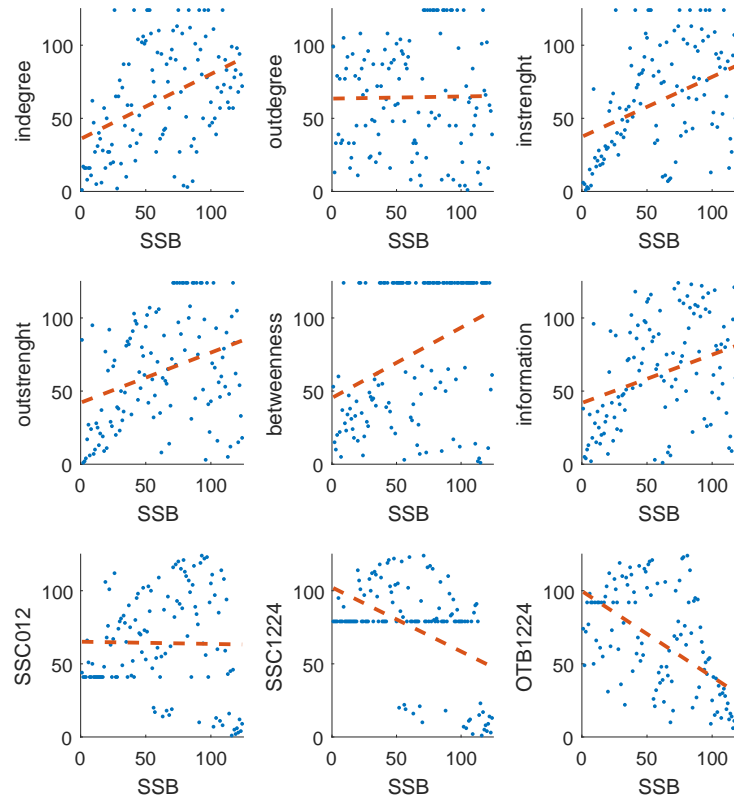 indegree
100
50
0
0 50 100
SSB
outdegree
100
50
0
0 50 100
SSB
instrenght
100
50
0
0 50 100
SSB
outstrenght
100
50
0
0 50 100
SSB
betweenness
100
50
0
0 50 100
SSB
information
100
50
0
0 50 100
SSB
SSC012
100
50
0
0 50 100
SSB
SSC1224
100
50
0
0 50 100
SSB
OTB1224
100
50
0
0 50 100
SSB